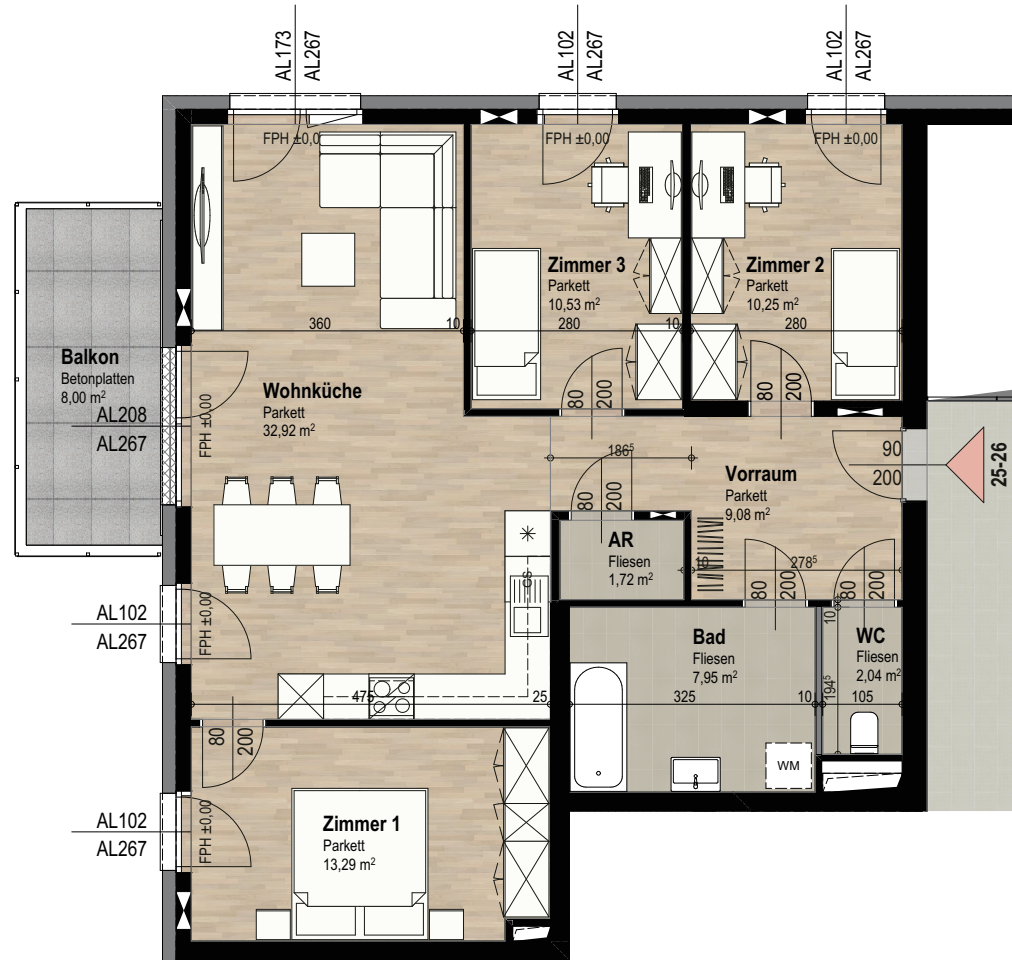 AL173
AL267
AL102
AL267
AL102
AL267
FPH ±0,0
FPH ±0,00
FPH ±0,00
Zimmer 3
Parkett
10,53 m²
Zimmer 2
Parkett
10,25 m²
360
10
280
10
280
Balkon
Betonplatten
8,00 m²
AL208
AL267
FPH ±0,00
Wohnküche
Parkett
32,92 m²
80
200
80
200
90
200
25-26
186⁵
80
200
Vorraum
Parkett
9,08 m²
AR
Fliesen
1,72 m²
GS
10
278⁵
80
200
80
200
AL102
AL267
FPH ±0,00
Bad
Fliesen
7,95 m²
10
WC
Fliesen
2,04 m²
194⁵
475
25
325
10
105
80
200
WM
AL102
AL267
FPH ±0,00
Zimmer 1
Parkett
13,29 m²